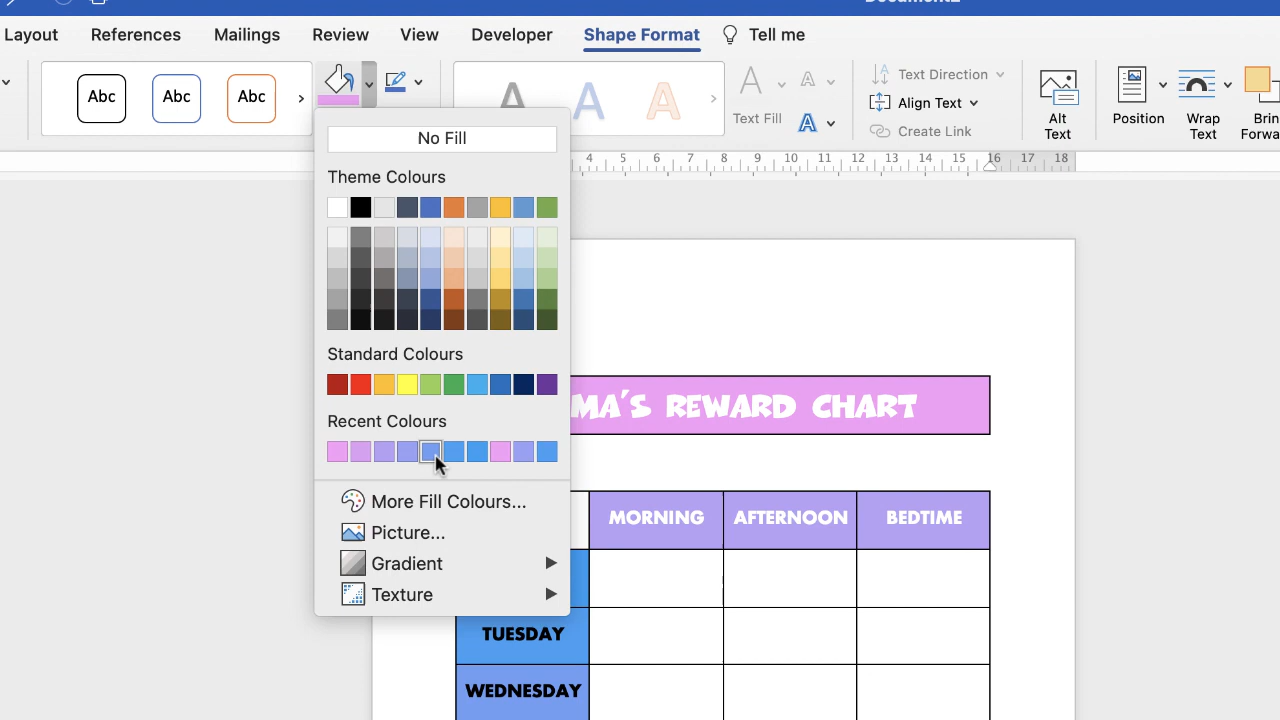 Layout References Mailings Review View Developer Shape Format Tell me
Abc Abc Abc
Text Fill
Text Direction
Align Text
Create Link
Alt Text
Position
Wrap Text
No Fill
Theme Colours
Standard Colours
Recent Colours
More Fill Colours...
Picture...
Gradient
Texture
4 5 6 7 8 9 10 11 12 13 14 15 16 17 18
MA'S REWARD CHART
MORNING AFTERNOON BEDTIME
TUESDAY
WEDNESDAY